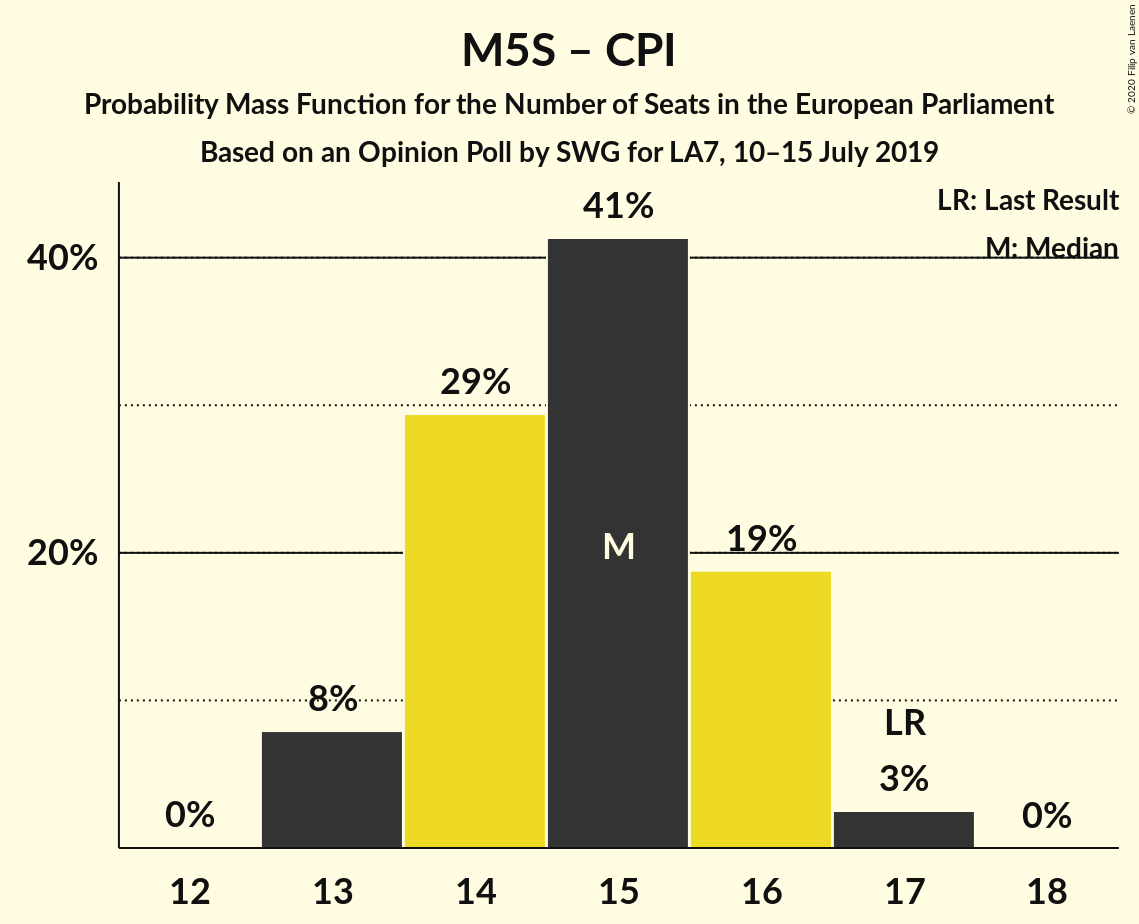 M5S – CPI
Probability Mass Function for the Number of Seats in the European Parliament
Based on an Opinion Poll by SWG for LA7, 10–15 July 2019
© 2020 Filip van Laenen
LR: Last Result
M: Median
40%
20%
0%
8%
29%
41%
M
19%
LR
3%
0%
12
13
14
15
16
17
18